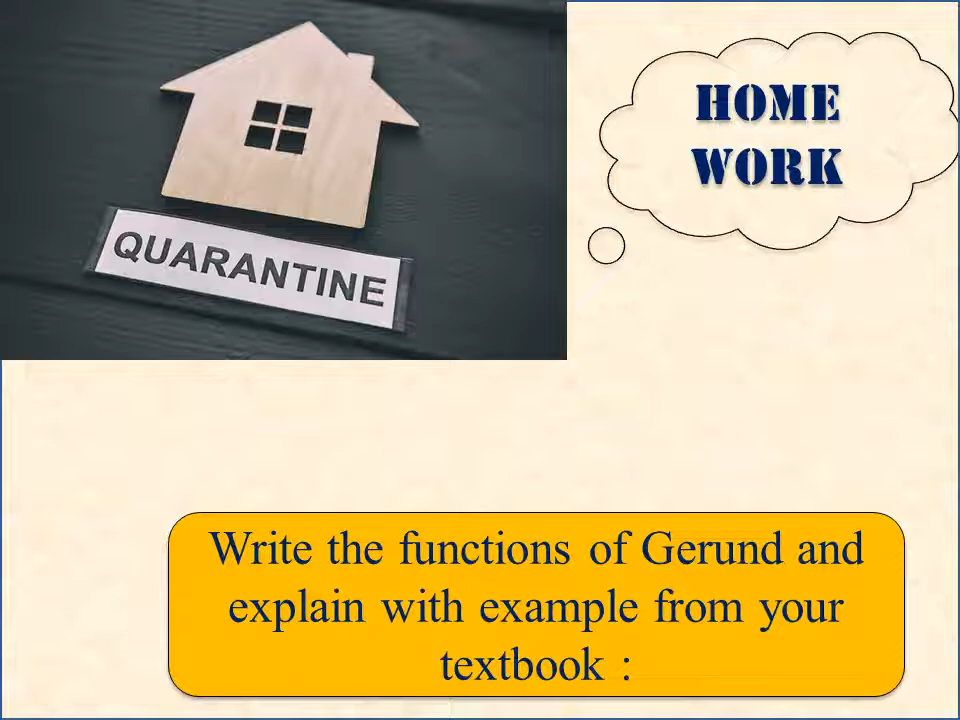 HOME
WORK
QUARANTINE
Write the functions of Gerund and
explain with example from your
textbook :